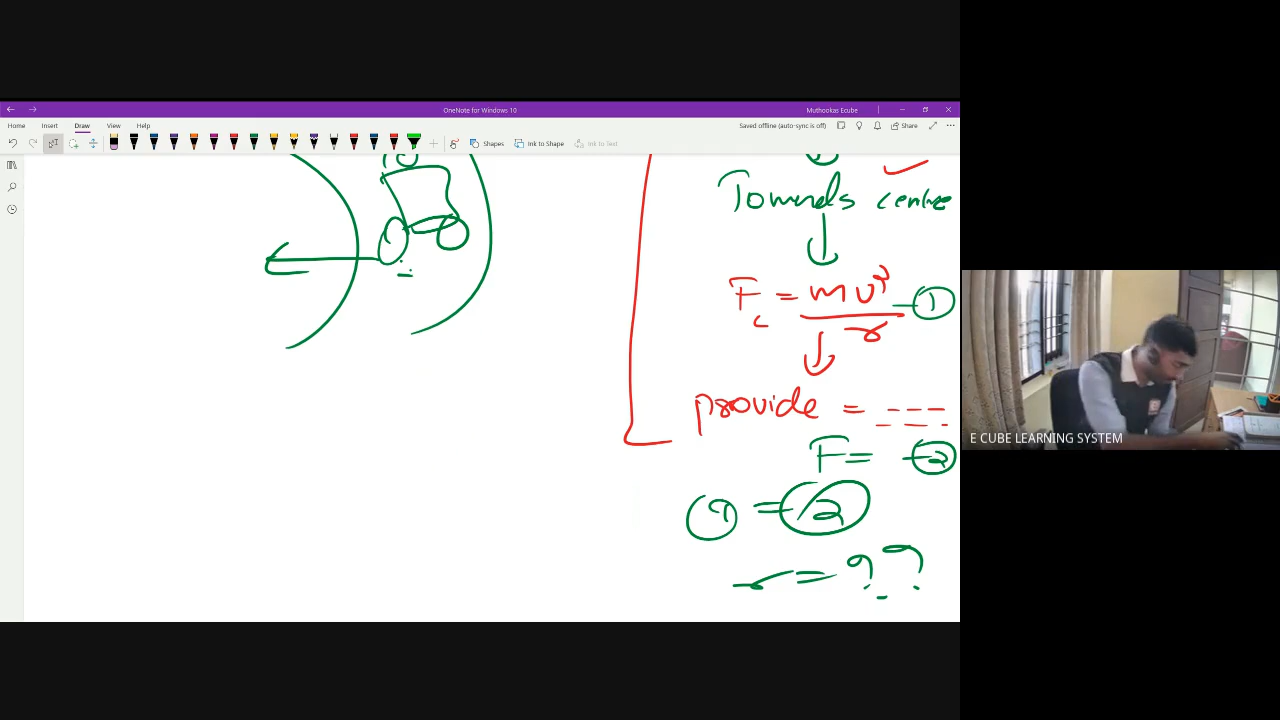 OneNote for Windows 10
Muthookas Ecube
Home Insert Draw View Help
Saved offline (auto-sync is off)
Share
Shapes
Ink to Shape
Ink to Text
Towards centre
Fc = mv² / r — ①
provide = ---
F = — ②
① = ②
= ??
E CUBE LEARNING SYSTEM